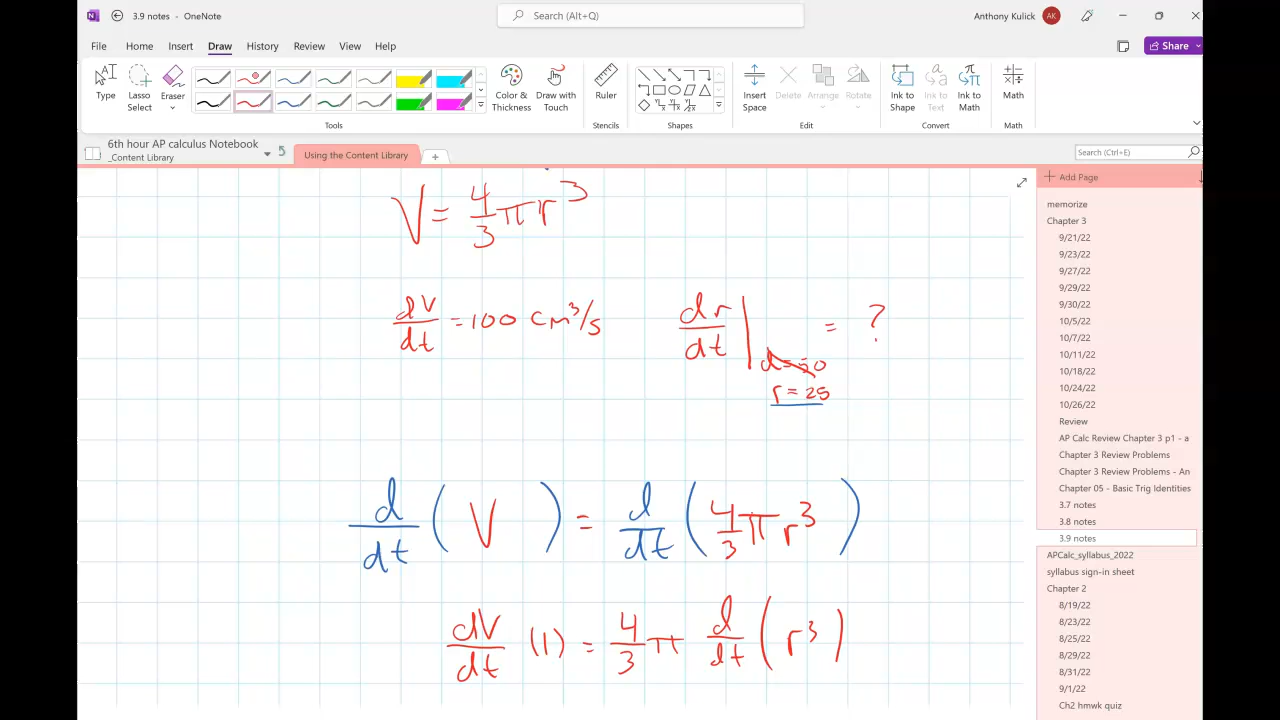 3.9 notes - OneNote
Search (Alt+Q)
Anthony Kulick
AK
File Home Insert Draw History Review View Help
Share
Type
Lasso Select
Eraser
Color & Thickness
Draw with Touch
Ruler
Shapes
Insert Space
Delete
Arrange
Rotate
Ink to Shape
Ink to Text
Ink to Math
Math
Tools
Stencils
Shapes
Edit
Convert
Math
6th hour AP calculus Notebook
_Content Library
Using the Content Library
Search (Ctrl+E)
V = 4/3 π r^3
dV/dt = 100 cm^3/s
dr/dt | = ?
d = 50
r = 25
d/dt ( V ) = d/dt ( 4/3 π r^3 )
dV/dt (1) = 4/3 π d/dt ( r^3 )
Add Page
memorize
Chapter 3
9/21/22
9/23/22
9/27/22
9/29/22
9/30/22
10/5/22
10/7/22
10/11/22
10/18/22
10/24/22
10/26/22
Review
AP Calc Review Chapter 3 p1 - a
Chapter 3 Review Problems
Chapter 3 Review Problems - An
Chapter 05 - Basic Trig Identities
3.7 notes
3.8 notes
3.9 notes
APCalc_syllabus_2022
syllabus sign-in sheet
Chapter 2
8/19/22
8/23/22
8/25/22
8/29/22
8/31/22
9/1/22
Ch2 hmwk quiz